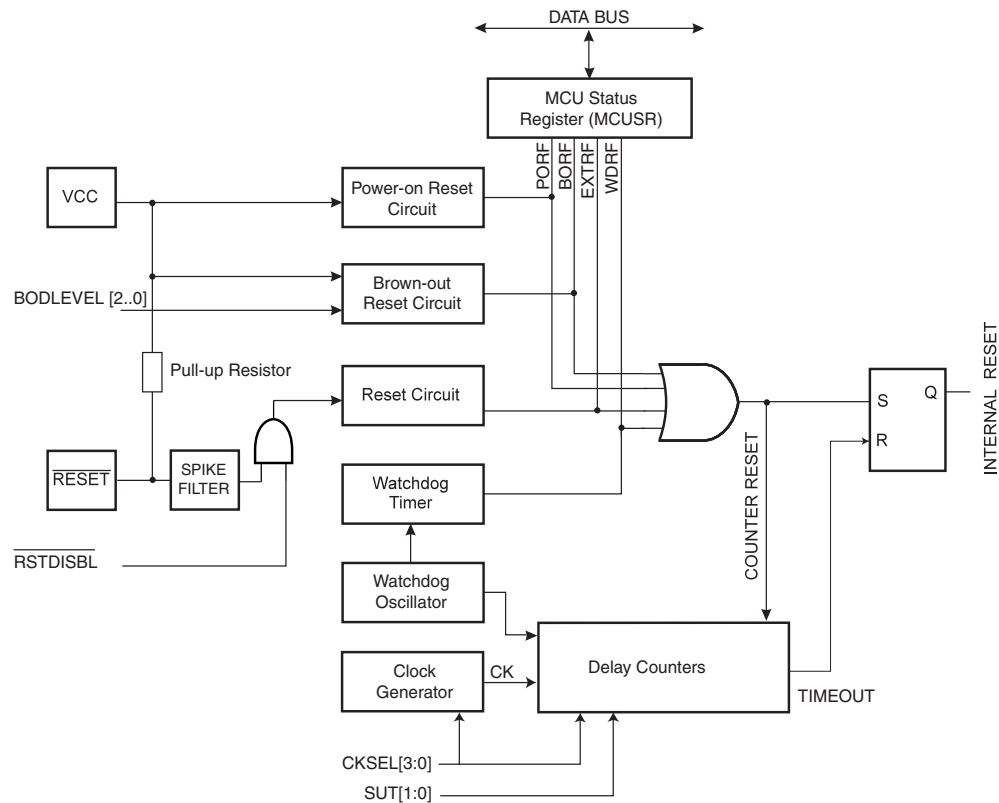 DATA BUS
MCU Status
Register (MCUSR)
PORF
BORF
EXTRF
WDRF
VCC
Power-on Reset
Circuit
Brown-out
Reset Circuit
BODLEVEL [2..0]
Pull-up Resistor
Reset Circuit
S
Q
R
INTERNAL RESET
RESET
SPIKE
FILTER
Watchdog
Timer
RSTDISBL
COUNTER RESET
Watchdog
Oscillator
Clock
Generator
CK
Delay Counters
TIMEOUT
CKSEL[3:0]
SUT[1:0]